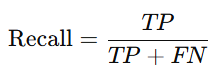 Recall = TP / (TP + FN)